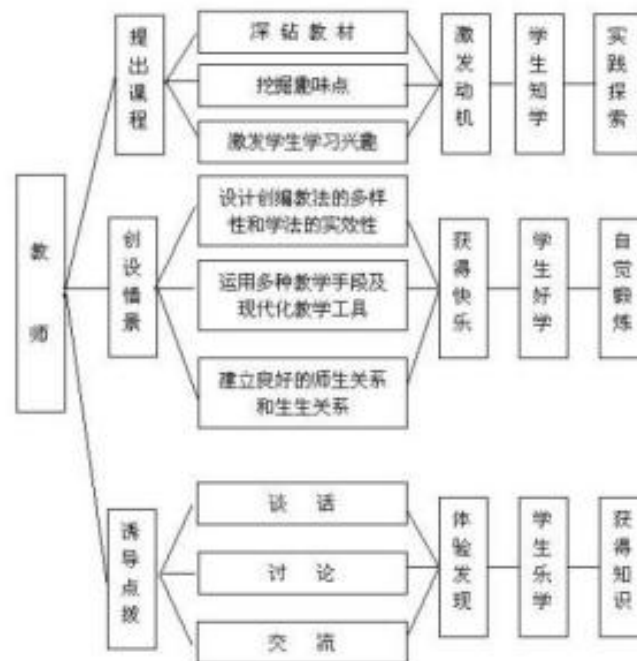 教师
提出课程
深钻教材
挖掘趣味点
激发学生学习兴趣
激发动机
学生知学
实践探索
创设情景
设计创编教法的多样
性和学法的实效性
运用多种教学手段及
现代化教学工具
建立良好的师生关系
和生生关系
获得快乐
学生好学
自觉锻炼
诱导点拨
谈话
讨论
交流
体验发现
学生乐学
获得知识